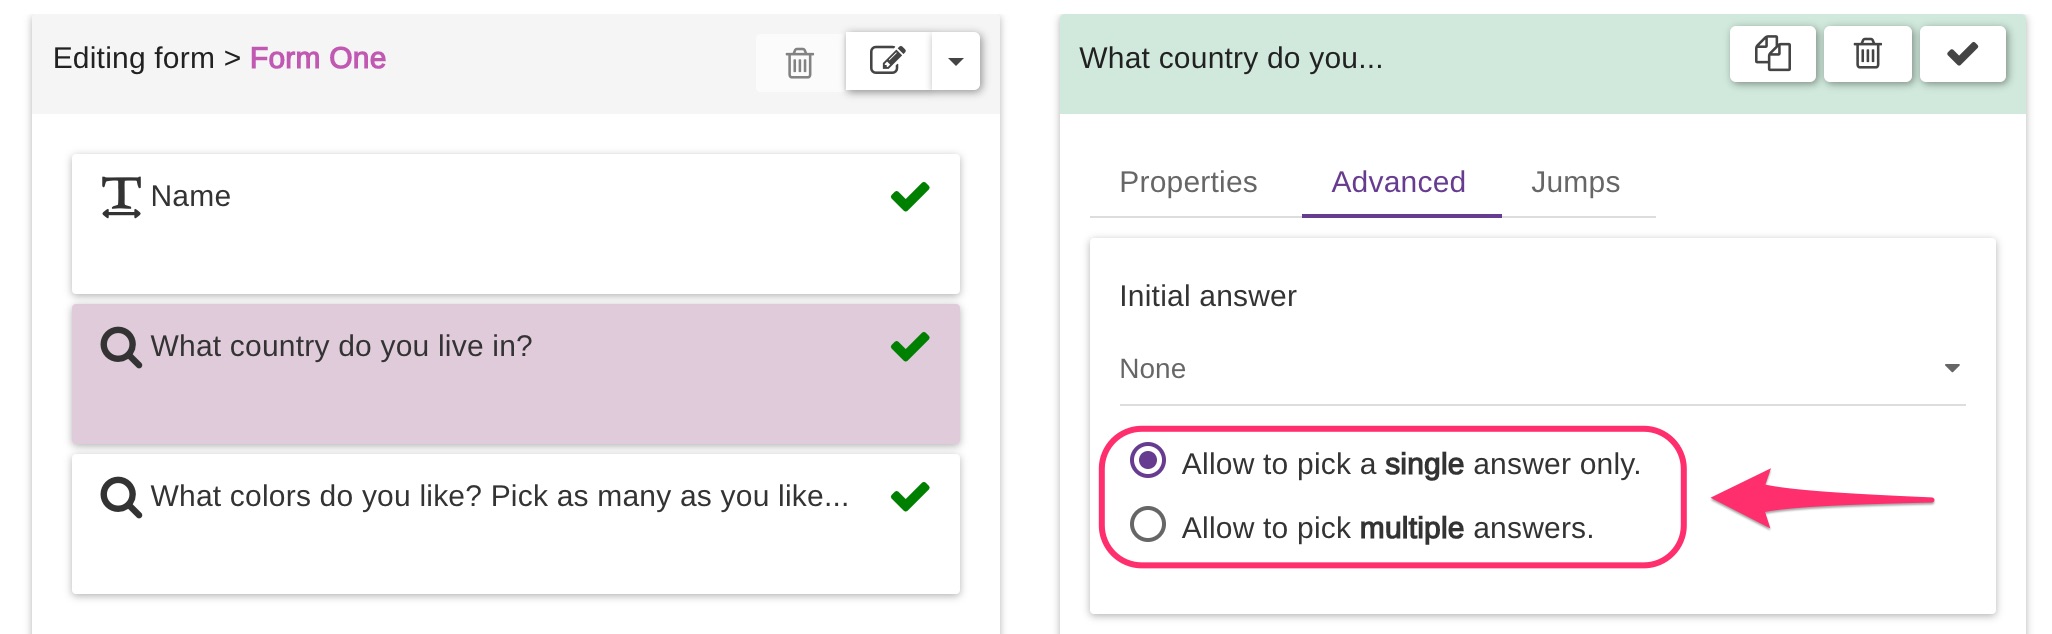 Editing form > Form One
Name
What country do you live in?
What colors do you like? Pick as many as you like...
What country do you...
Properties Advanced Jumps
Initial answer
None
Allow to pick a single answer only.
Allow to pick multiple answers.